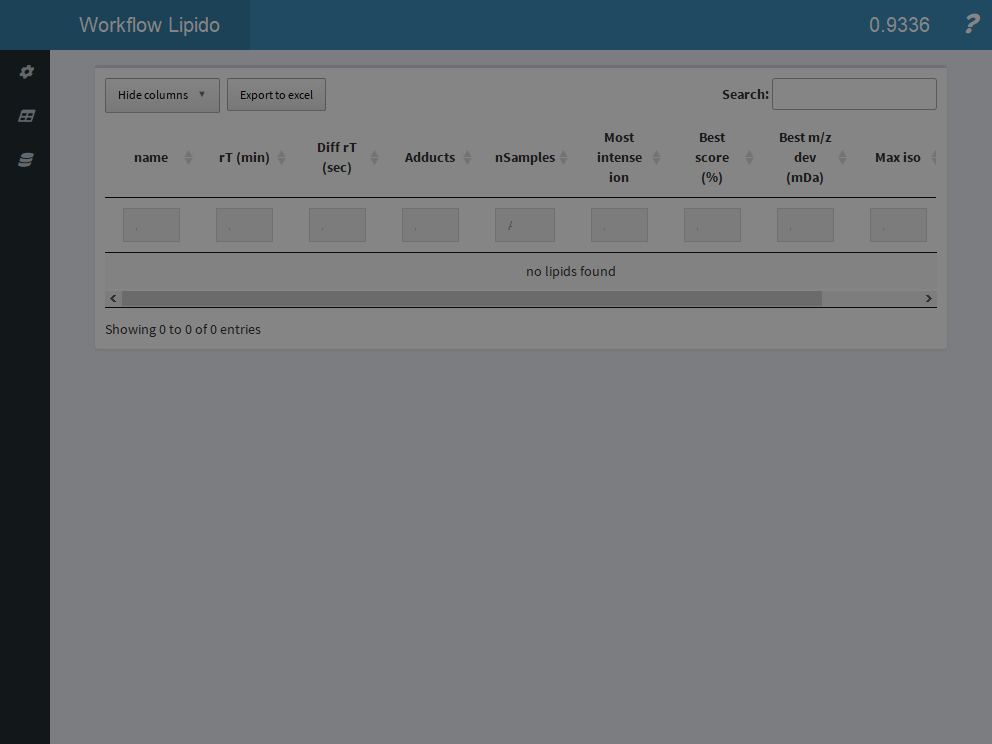 Workflow Lipido 0.9336 ?
Hide columns ▼ Export to excel Search:
name rT (min) Diff rT (sec) Adducts nSamples Most intense ion Best score (%) Best m/z dev (mDa) Max iso
no lipids found
Showing 0 to 0 of 0 entries